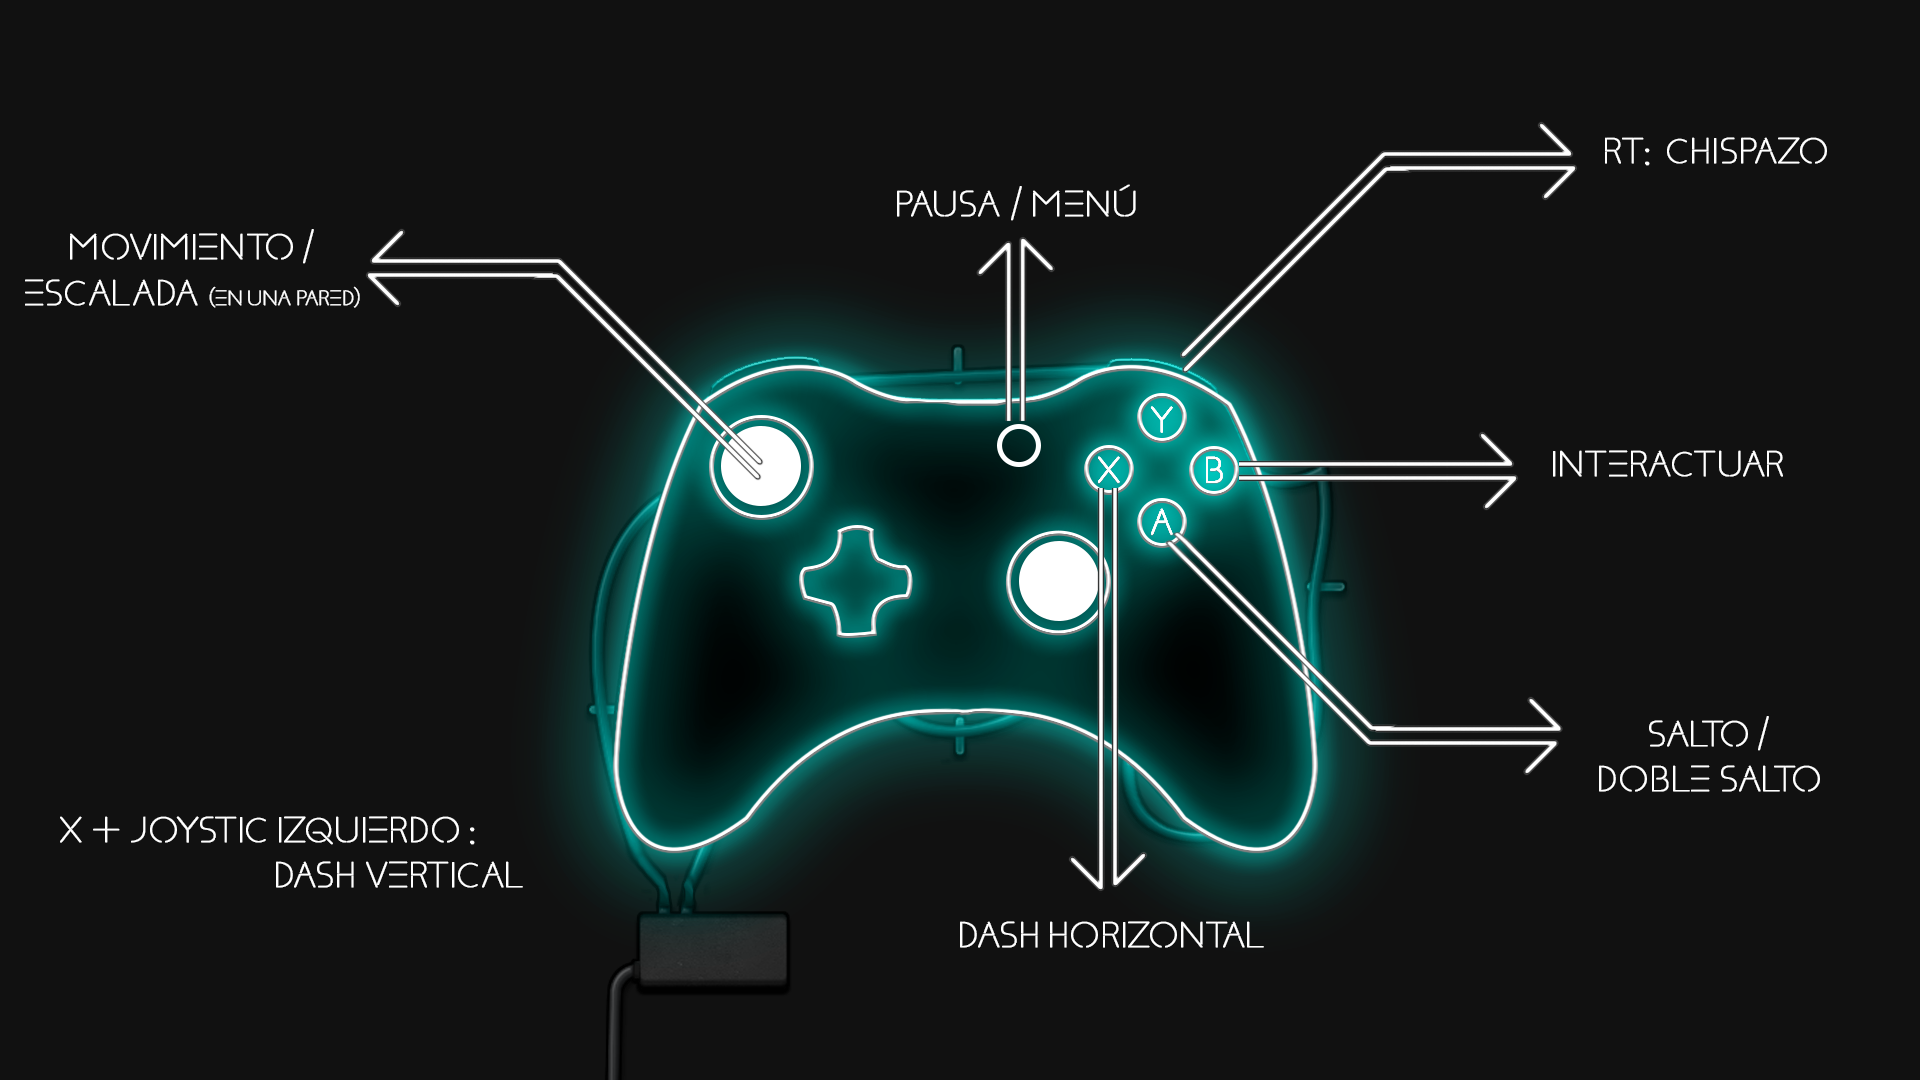 RT: CHISPAZO
PAUSA / MENÚ
MOVIMIENTO /
ESCALADA (EN UNA PARED)
Y
X
B
A
INTERACTUAR
SALTO /
DOBLE SALTO
X + JOYSTIC IZQUIERDO :
DASH VERTICAL
DASH HORIZONTAL